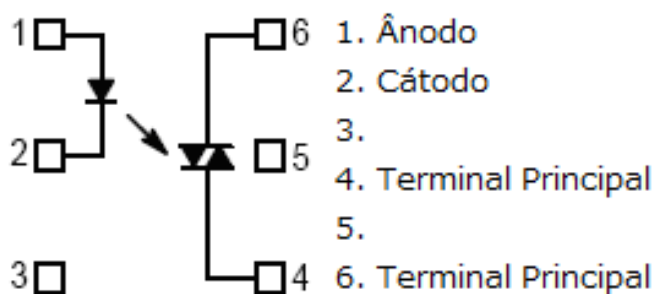 1
2
3
6
5
4
1. Ânodo
2. Cátodo
3.
4. Terminal Principal
5.
6. Terminal Principal